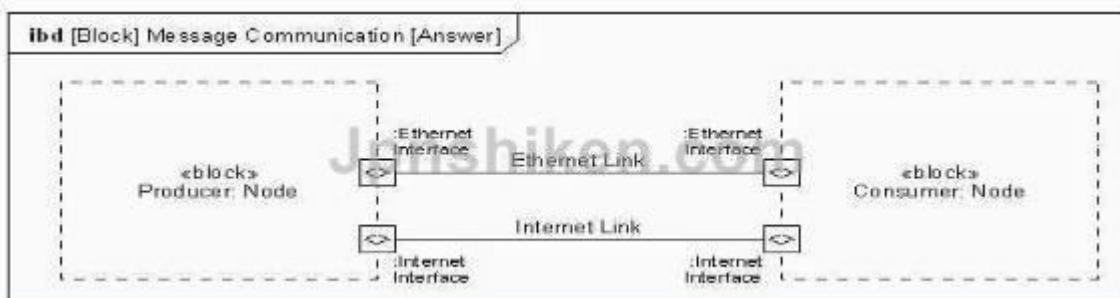 ibd [Block] Message Communication [Answer]
:Ethernet
Interface
:Ethernet
Interface
Jpnshiken.com
Ethernet Link
«block»
Producer: Node
«block»
Consumer: Node
Internet Link
:Internet
Interface
:Internet
Interface